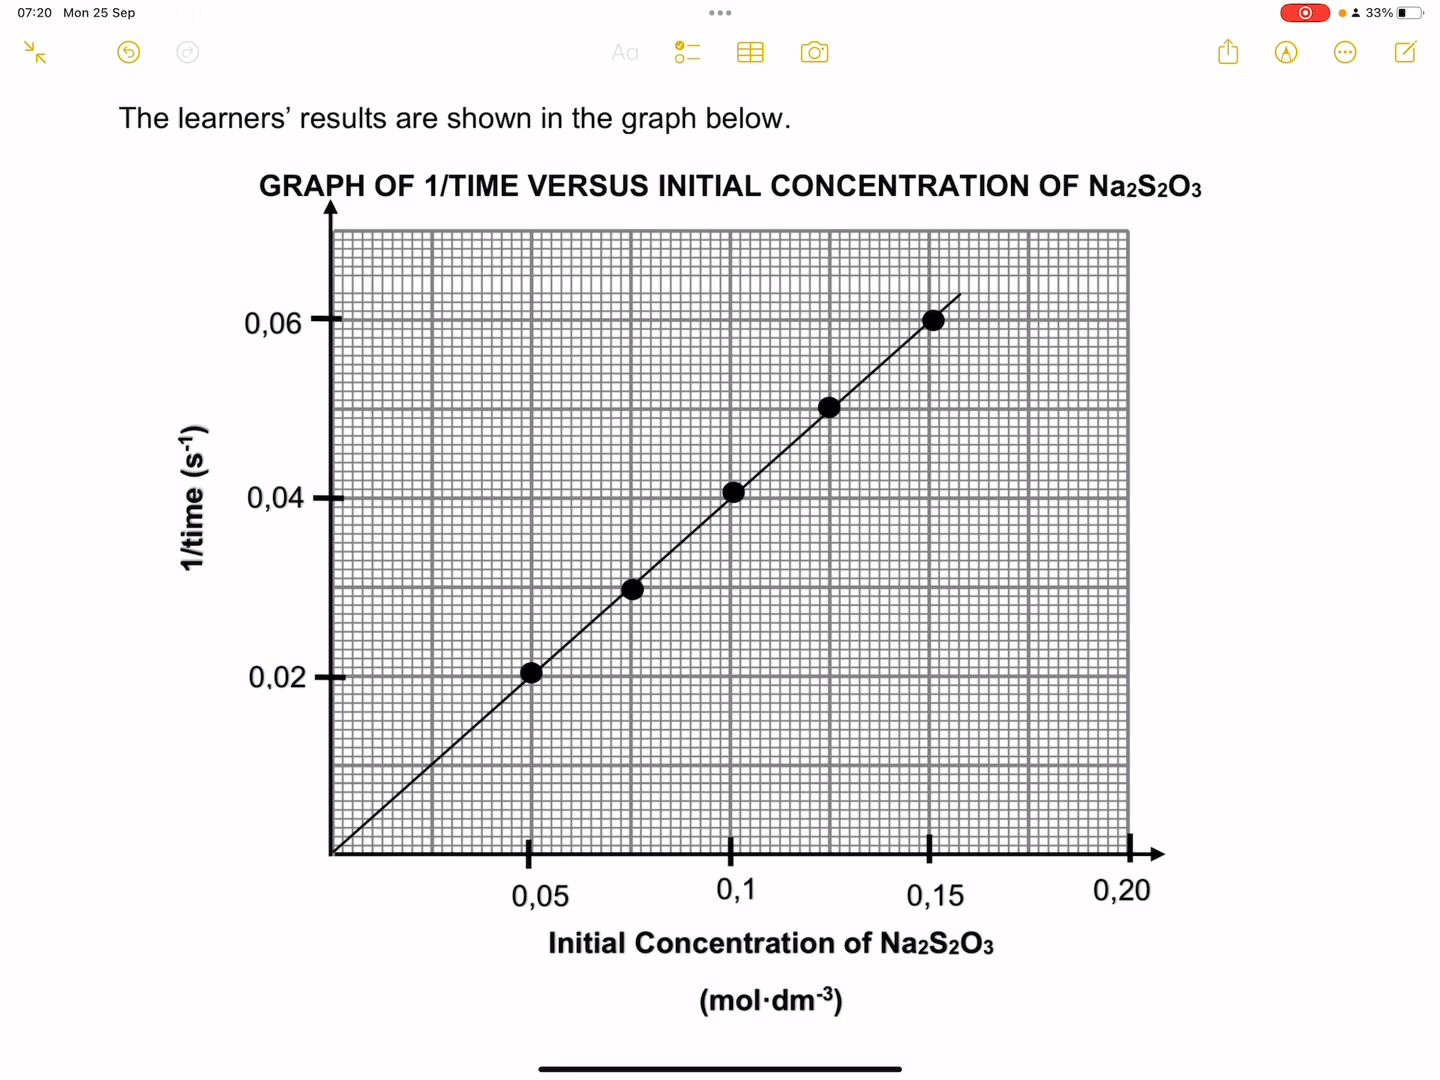 07:20 Mon 25 Sep
33%
Aa
The learners’ results are shown in the graph below.
GRAPH OF 1/TIME VERSUS INITIAL CONCENTRATION OF Na₂S₂O₃
0,06
0,04
0,02
1/time (s⁻¹)
0,05 0,1 0,15 0,20
Initial Concentration of Na₂S₂O₃
(mol·dm⁻³)